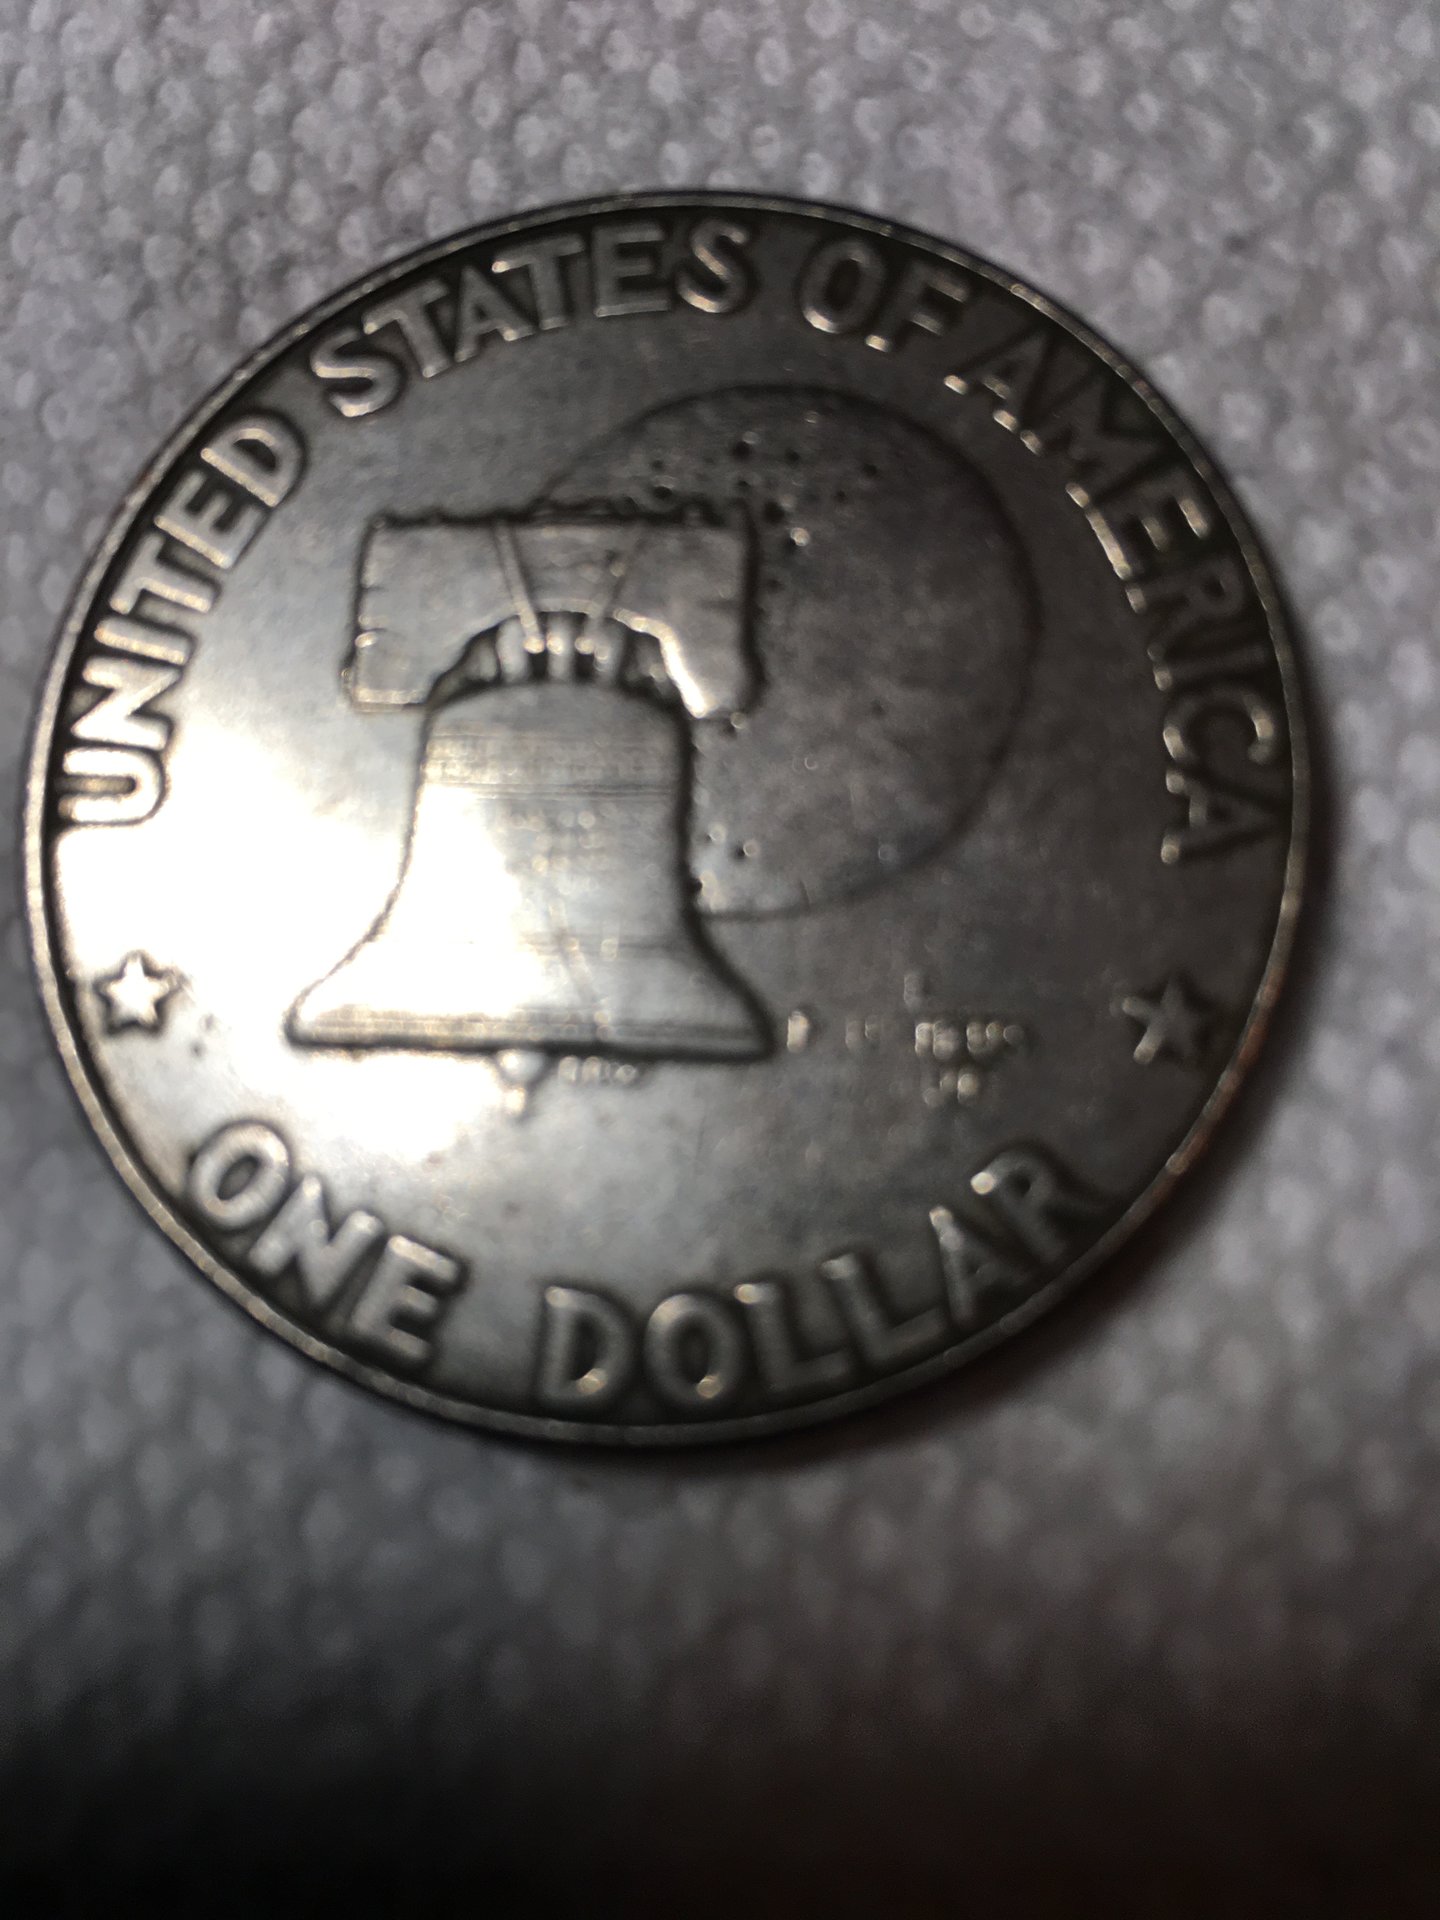 UNITED STATES OF AMERICA
ONE DOLLAR